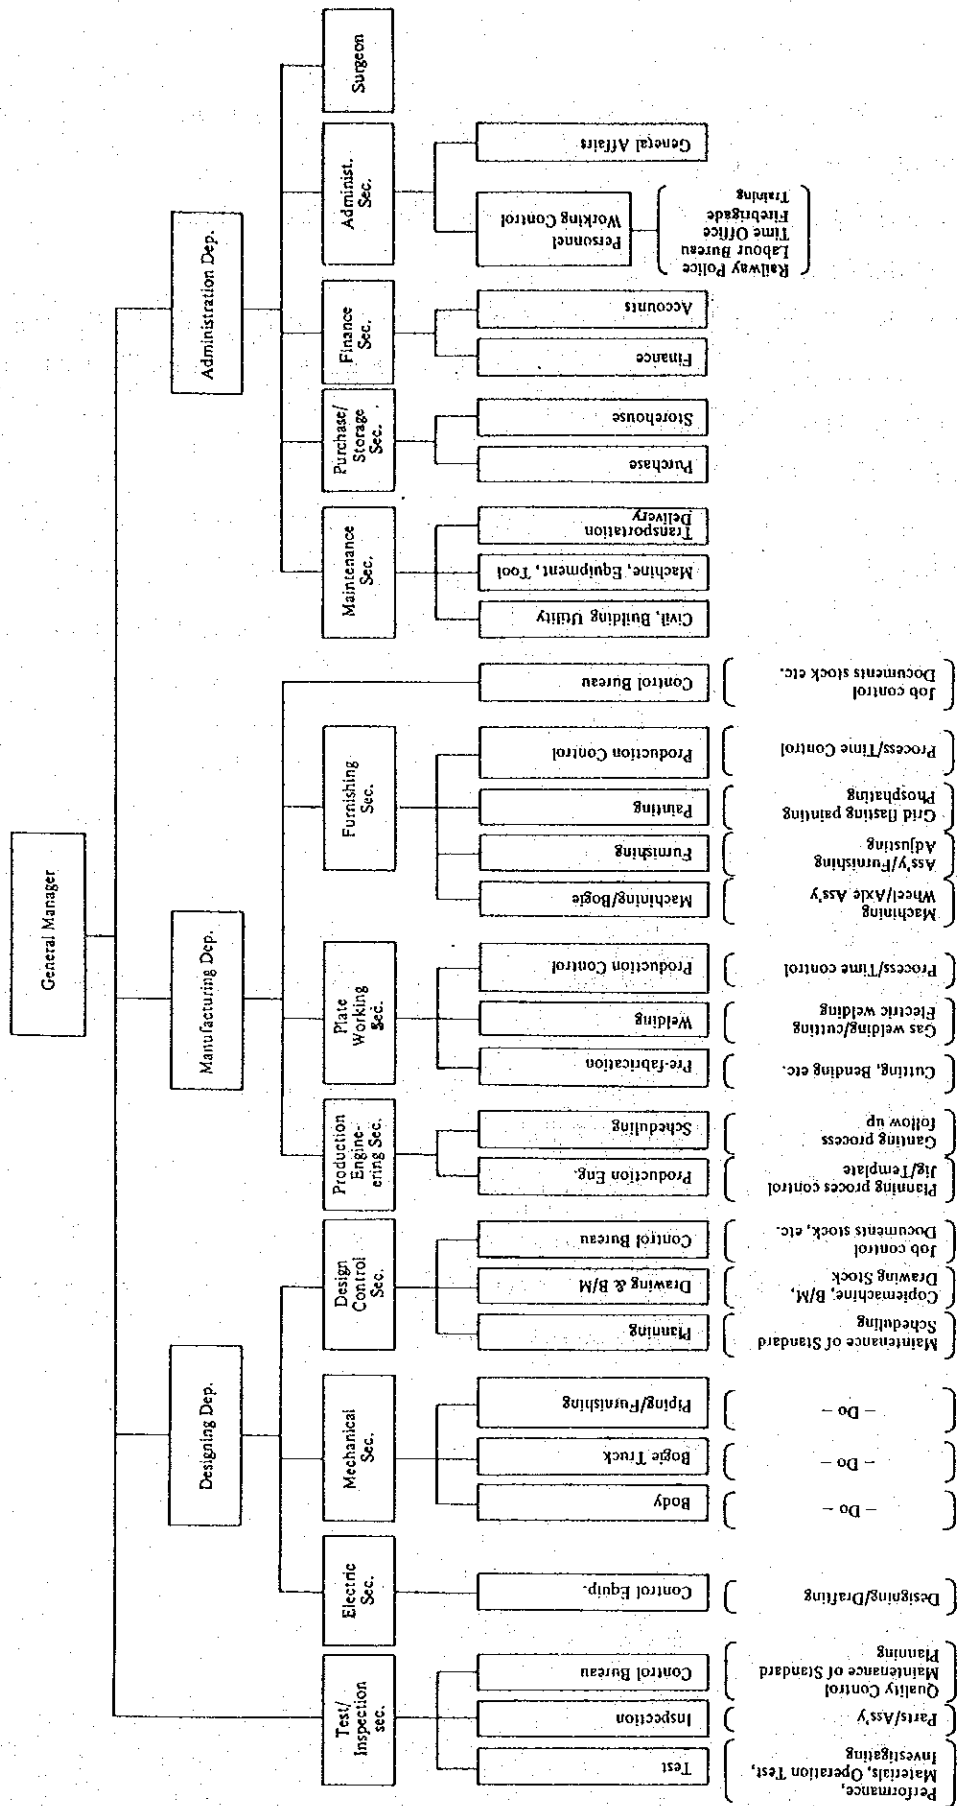 General Manager
Designing Dep.
Manufacturing Dep.
Administration Dep.
Test/
Inspection
sec.
Electric
Sec.
Mechanical
Sec.
Design
Control
Sec.
Production
Engine-
ering Sec.
Plate
Working
sec.
Furnishing
Sec.
Maintenance
Sec.
Purchase/
Storage
Sec.
Finance
Sec.
Administ.
Sec.
Surgeon
Test
Inspection
Control Bureau
Control Equip.
Body
Bogie Truck
Piping/Furnishing
Planning
Drawing & B/M
Control Bureau
Production Eng.
Scheduling
Pre-fabrication
Welding
Production Control
Machining/Bogie
Furnishing
Painting
Production Control
Control Bureau
Civil, Building Utility
Machine, Equipment, Tool
Transportation
Delivery
Purchase
Storehouse
Finance
Accounts
Personnel
Working Control
General Affairs
Performance,
Materials, Operation Test,
Investigating
Parts/Ass'y
Quality Control
Maintenance of Standard
Planning
Designing/Drafting
– Do –
– Do –
– Do –
Maintenance of Standard
Scheduling
Copiemachine, B/M,
Drawing Stock
Job control
Documents stock, etc.
Planning proces control
Jig/Template
Ganting process
follow up
Cutting, Bending etc.
Gas welding/cutting
Electric welding
Process/Time control
Machining
Wheel/Axle Ass'y
Ass'y/Furnishing
Adjusting
Grid flasting painting
Phosphating
Process/Time Control
Job control
Documents stock etc.
Railway Police
Labour Bureau
Time Office
Firebrigade
Training